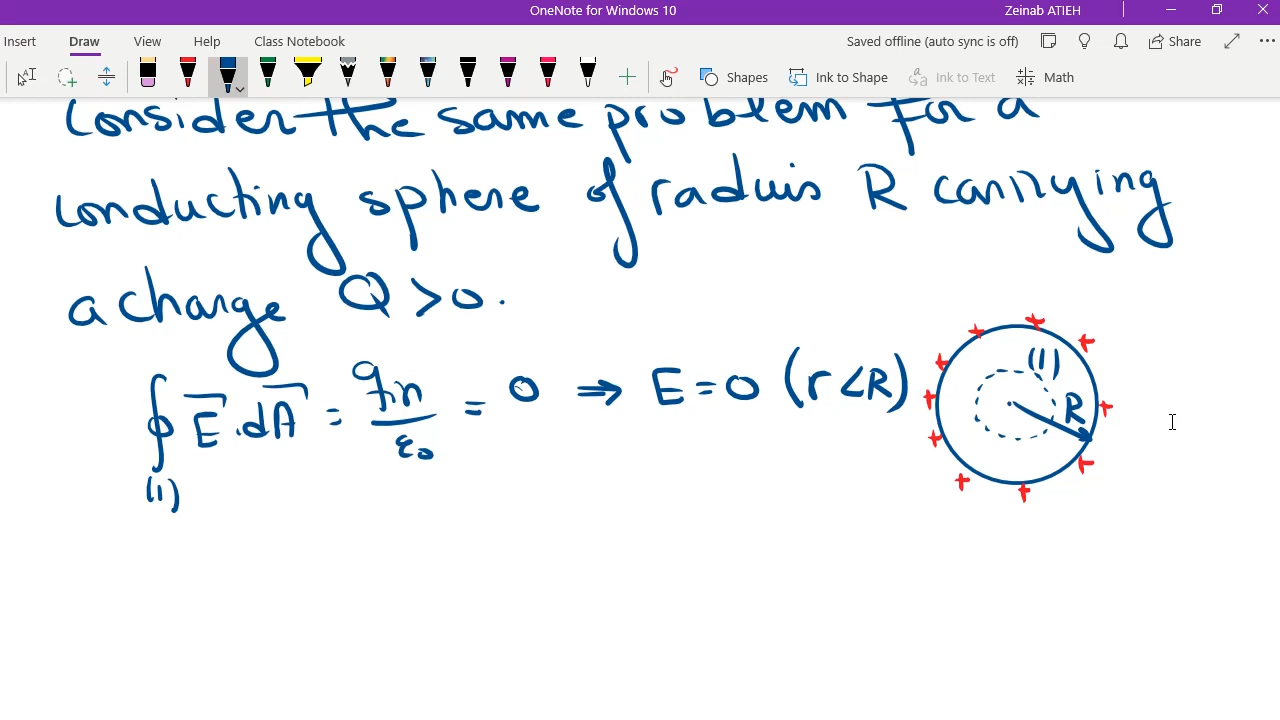 OneNote for Windows 10
Zeinab ATIEH
Insert Draw View Help Class Notebook
Saved offline (auto sync is off) Share
Shapes Ink to Shape Ink to Text Math
Consider the same problem for a
conducting sphere of raduis R carrying
a charge Q > 0.
∮ E⃗ . dA⃗ = qin/ε0 = 0 ⇒ E = 0 (r < R)
(1)
(1)
R
+ + + + + + + + + + +